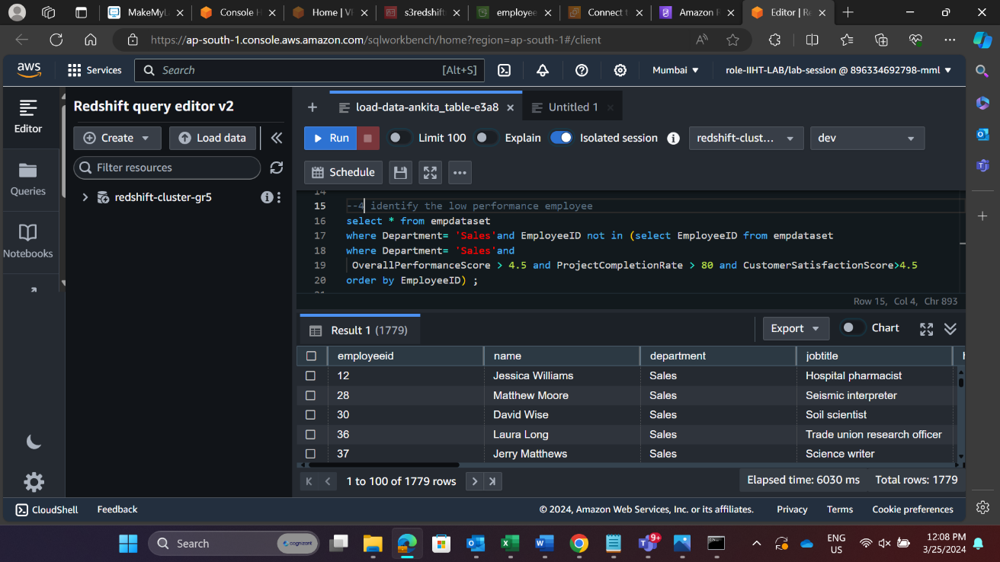 MakeMyL
Console H
Home | VI
s3redshift
employee
Connect t
Amazon R
Editor | Re
https://ap-south-1.console.aws.amazon.com/sqlworkbench/home?region=ap-south-1#/client
aws
Services
Search
[Alt+S]
Mumbai
role-IIHT-LAB/lab-session @ 896334692798-mml
Editor
Queries
Notebooks
Redshift query editor v2
Create
Load data
Filter resources
redshift-cluster-gr5
load-data-ankita_table-e3a8
Untitled 1
Run
Limit 100
Explain
Isolated session
redshift-clust...
dev
Schedule
14
15 --4 identify the low performance employee
16 select * from empdataset
17 where Department= 'Sales'and EmployeeID not in (select EmployeeID from empdataset
18 where Department= 'Sales'and
19 OverallPerformanceScore > 4.5 and ProjectCompletionRate > 80 and CustomerSatisfactionScore>4.5
20 order by EmployeeID) ;
Row 15, Col 4, Chr 893
Result 1 (1779)
Export
Chart
employeeid name department jobtitle
12 Jessica Williams Sales Hospital pharmacist
28 Matthew Moore Sales Seismic interpreter
30 David Wise Sales Soil scientist
36 Laura Long Sales Trade union research officer
37 Jerry Matthews Sales Science writer
1 to 100 of 1779 rows
Elapsed time: 6030 ms Total rows: 1779
CloudShell
Feedback
© 2024, Amazon Web Services, Inc. or its affiliates.
Privacy
Terms
Cookie preferences
Search
cognizant
9+
ENG
US
12:08 PM
3/25/2024